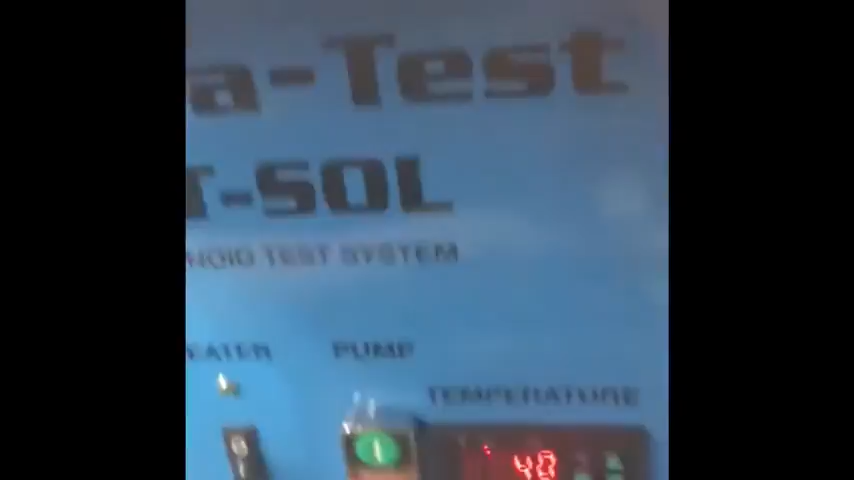 a-Test
T-SOL
NOID TEST SYSTEM
EATER PUMP
TEMPERATURE
40